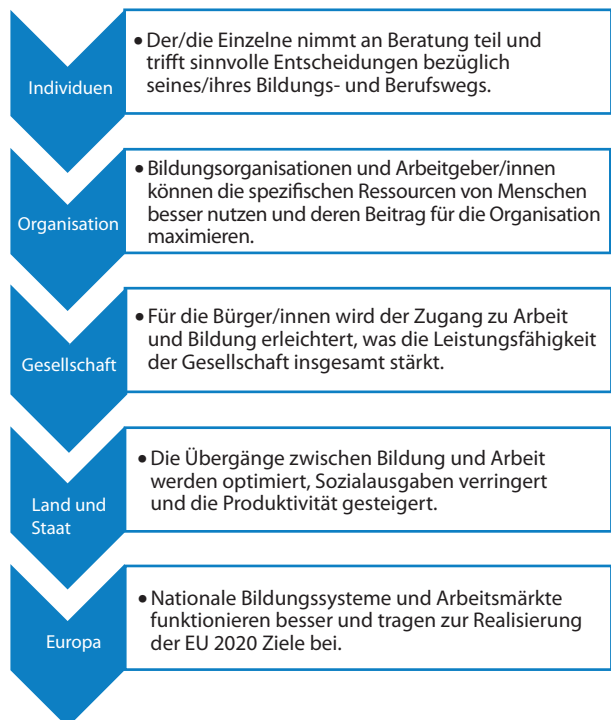 Individuen
• Der/die Einzelne nimmt an Beratung teil und
trifft sinnvolle Entscheidungen bezüglich
seines/ihres Bildungs- und Berufswegs.
Organisation
• Bildungsorganisationen und Arbeitgeber/innen
können die spezifischen Ressourcen von Menschen
besser nutzen und deren Beitrag für die Organisation
maximieren.
Gesellschaft
• Für die Bürger/innen wird der Zugang zu Arbeit
und Bildung erleichtert, was die Leistungsfähigkeit
der Gesellschaft insgesamt stärkt.
Land und
Staat
• Die Übergänge zwischen Bildung und Arbeit
werden optimiert, Sozialausgaben verringert
und die Produktivität gesteigert.
Europa
• Nationale Bildungssysteme und Arbeitsmärkte
funktionieren besser und tragen zur Realisierung
der EU 2020 Ziele bei.